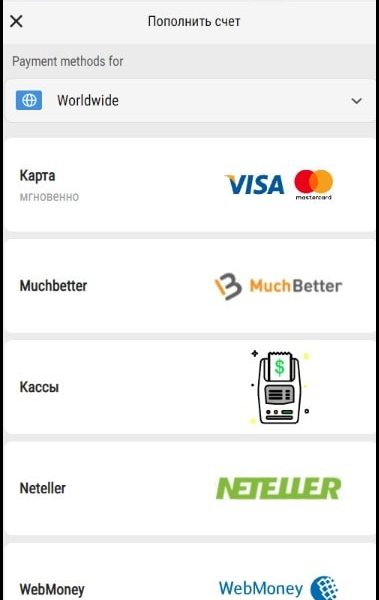 Пополнить счет
Payment methods for
Worldwide
Карта
мгновенно
VISA
mastercard
Muchbetter
MuchBetter
Кассы
$
Neteller
NETELLER
WebMoney
WebMoney